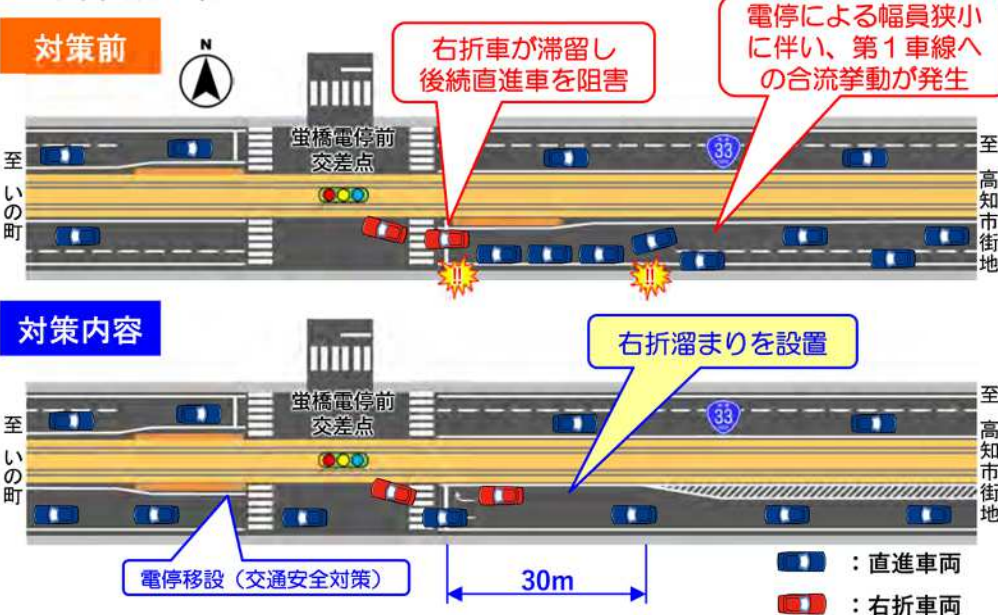 対策前
N
右折車が滞留し
後続直進車を阻害
電停による幅員狭小
に伴い、第1車線へ
の合流挙動が発生
蛍橋電停前
交差点
33
至 いの町
至 高知市街地
!!
!!
対策内容
右折溜まりを設置
蛍橋電停前
交差点
33
至 いの町
至 高知市街地
電停移設（交通安全対策）
30m
：直進車両
：右折車両